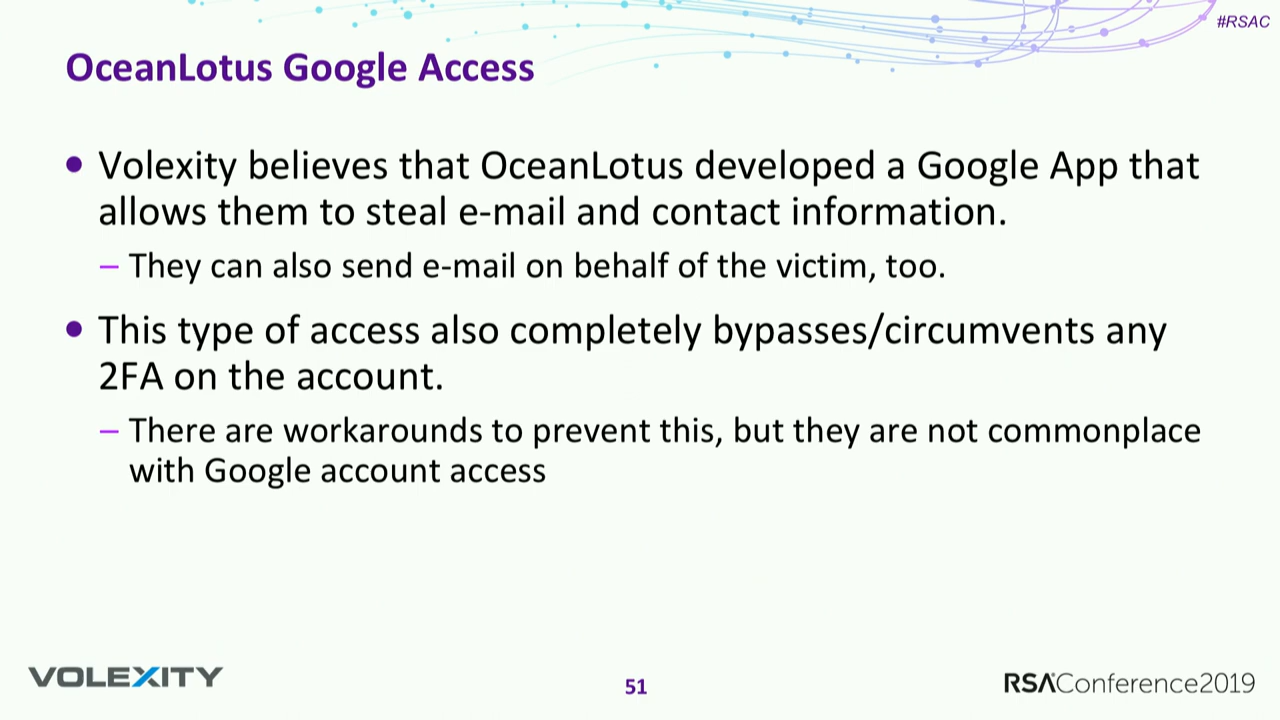 #RSAC
OceanLotus Google Access
• Volexity believes that OceanLotus developed a Google App that
allows them to steal e-mail and contact information.
– They can also send e-mail on behalf of the victim, too.
• This type of access also completely bypasses/circumvents any
2FA on the account.
– There are workarounds to prevent this, but they are not commonplace
with Google account access
VOLEXITY
51
RSAConference2019